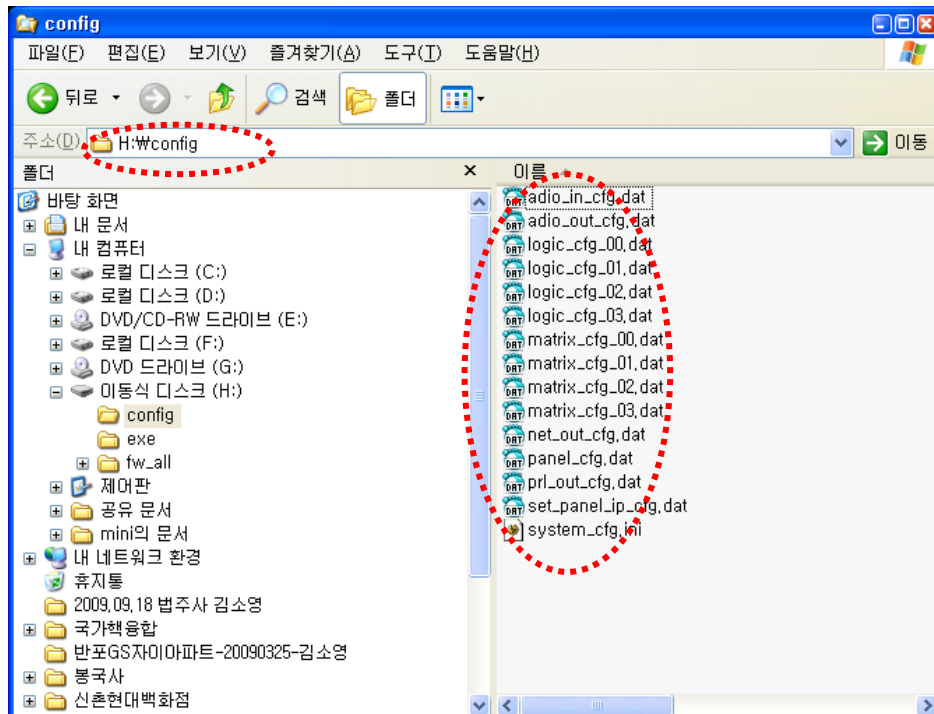 config
파일(F) 편집(E) 보기(V) 즐겨찾기(A) 도구(T) 도움말(H)
뒤로 검색 폴더
주소(D) H:₩config 이동
폴더 × 이름
바탕 화면
내 문서
내 컴퓨터
로컬 디스크 (C:)
로컬 디스크 (D:)
DVD/CD-RW 드라이브 (E:)
로컬 디스크 (F:)
DVD 드라이브 (G:)
이동식 디스크 (H:)
config
exe
fw_all
제어판
공유 문서
mini의 문서
내 네트워크 환경
휴지통
2009.09.18 법주사 김소영
국가핵융합
반포GS자이아파트-20090325-김소영
봉국사
신촌현대백화점
adio_in_cfg.dat
adio_out_cfg.dat
logic_cfg_00.dat
logic_cfg_01.dat
logic_cfg_02.dat
logic_cfg_03.dat
matrix_cfg_00.dat
matrix_cfg_01.dat
matrix_cfg_02.dat
matrix_cfg_03.dat
net_out_cfg.dat
panel_cfg.dat
prl_out_cfg.dat
set_panel_ip_cfg.dat
system_cfg.ini